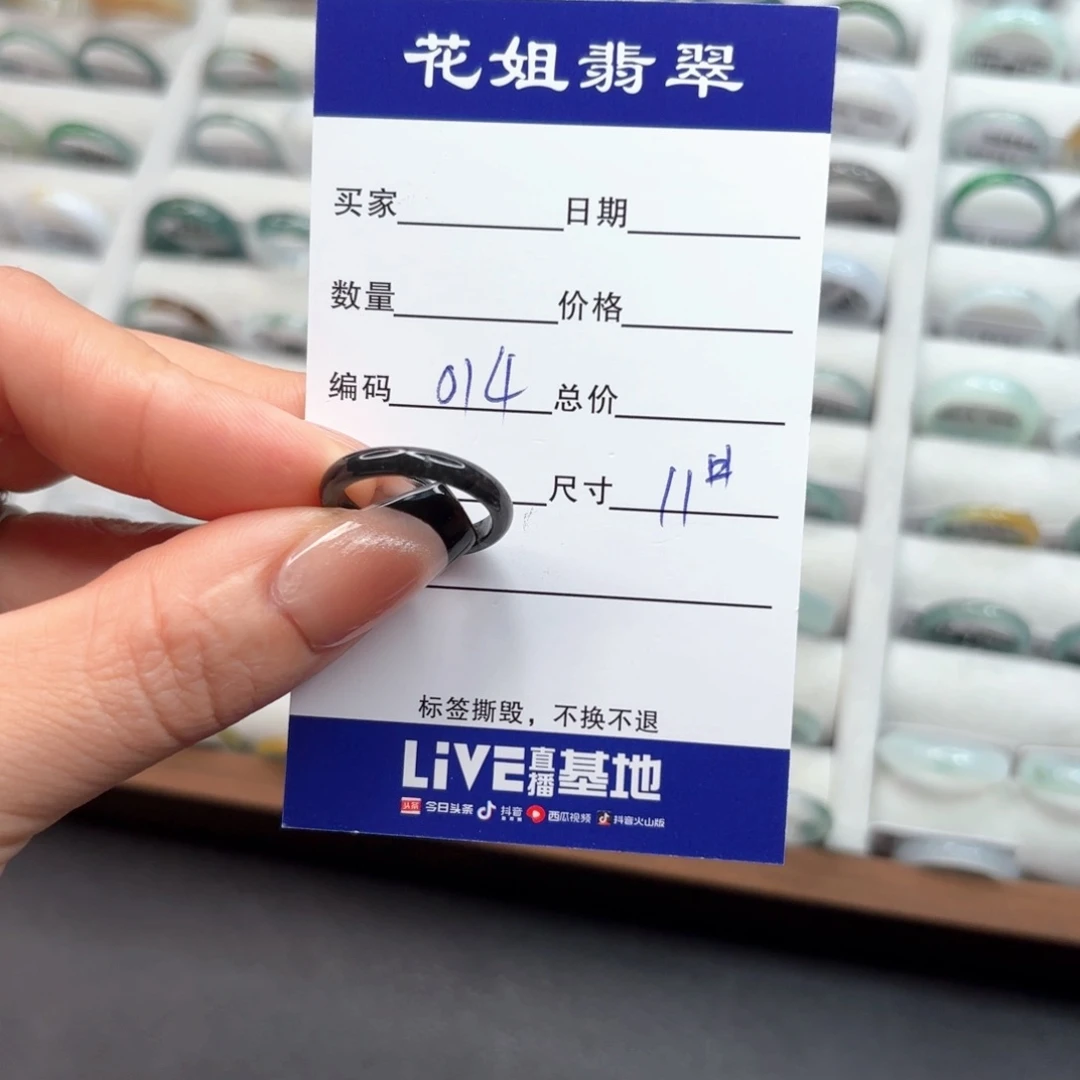 花姐翡翠
买家 日期
数量 价格
编码 014 总价
尺寸 11#
标签撕毁，不换不退
LiVE直播基地
头条 今日头条 抖音 西瓜视频 抖音火山版